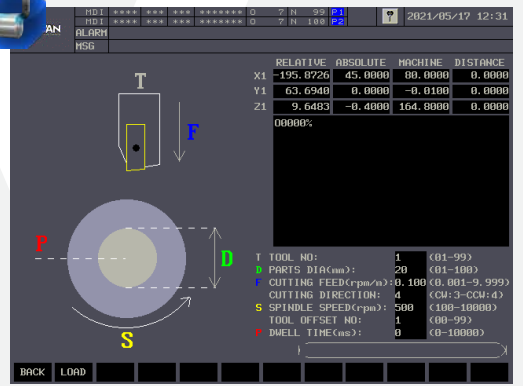 MDI **** *** *** ******* O 7 N 99 P1
MDI **** *** *** ******* O 7 N 100 P2
2021/05/17 12:31
AN
ALARM
MSG
RELATIVE ABSOLUTE MACHINE DISTANCE
X1 -195.8726 45.0000 80.0000 0.0000
Y1 63.6940 0.0000 -0.0100 0.0000
Z1 9.6483 -0.4000 164.8000 0.0000
O0000%
T
F
P
D
S
T TOOL NO: 1 (01-99)
D PARTS DIA(mm): 20 (01-100)
F CUTTING FEED(rpm/m): 0.100 (0.001-9.999)
CUTTING DIRECTION: 4 (CW:3-CCW:4)
S SPINDLE SPEED(rpm): 500 (100-10000)
TOOL OFFSET NO: 1 (00-99)
P DWELL TIME(ms): 0 (0-10000)
BACK LOAD